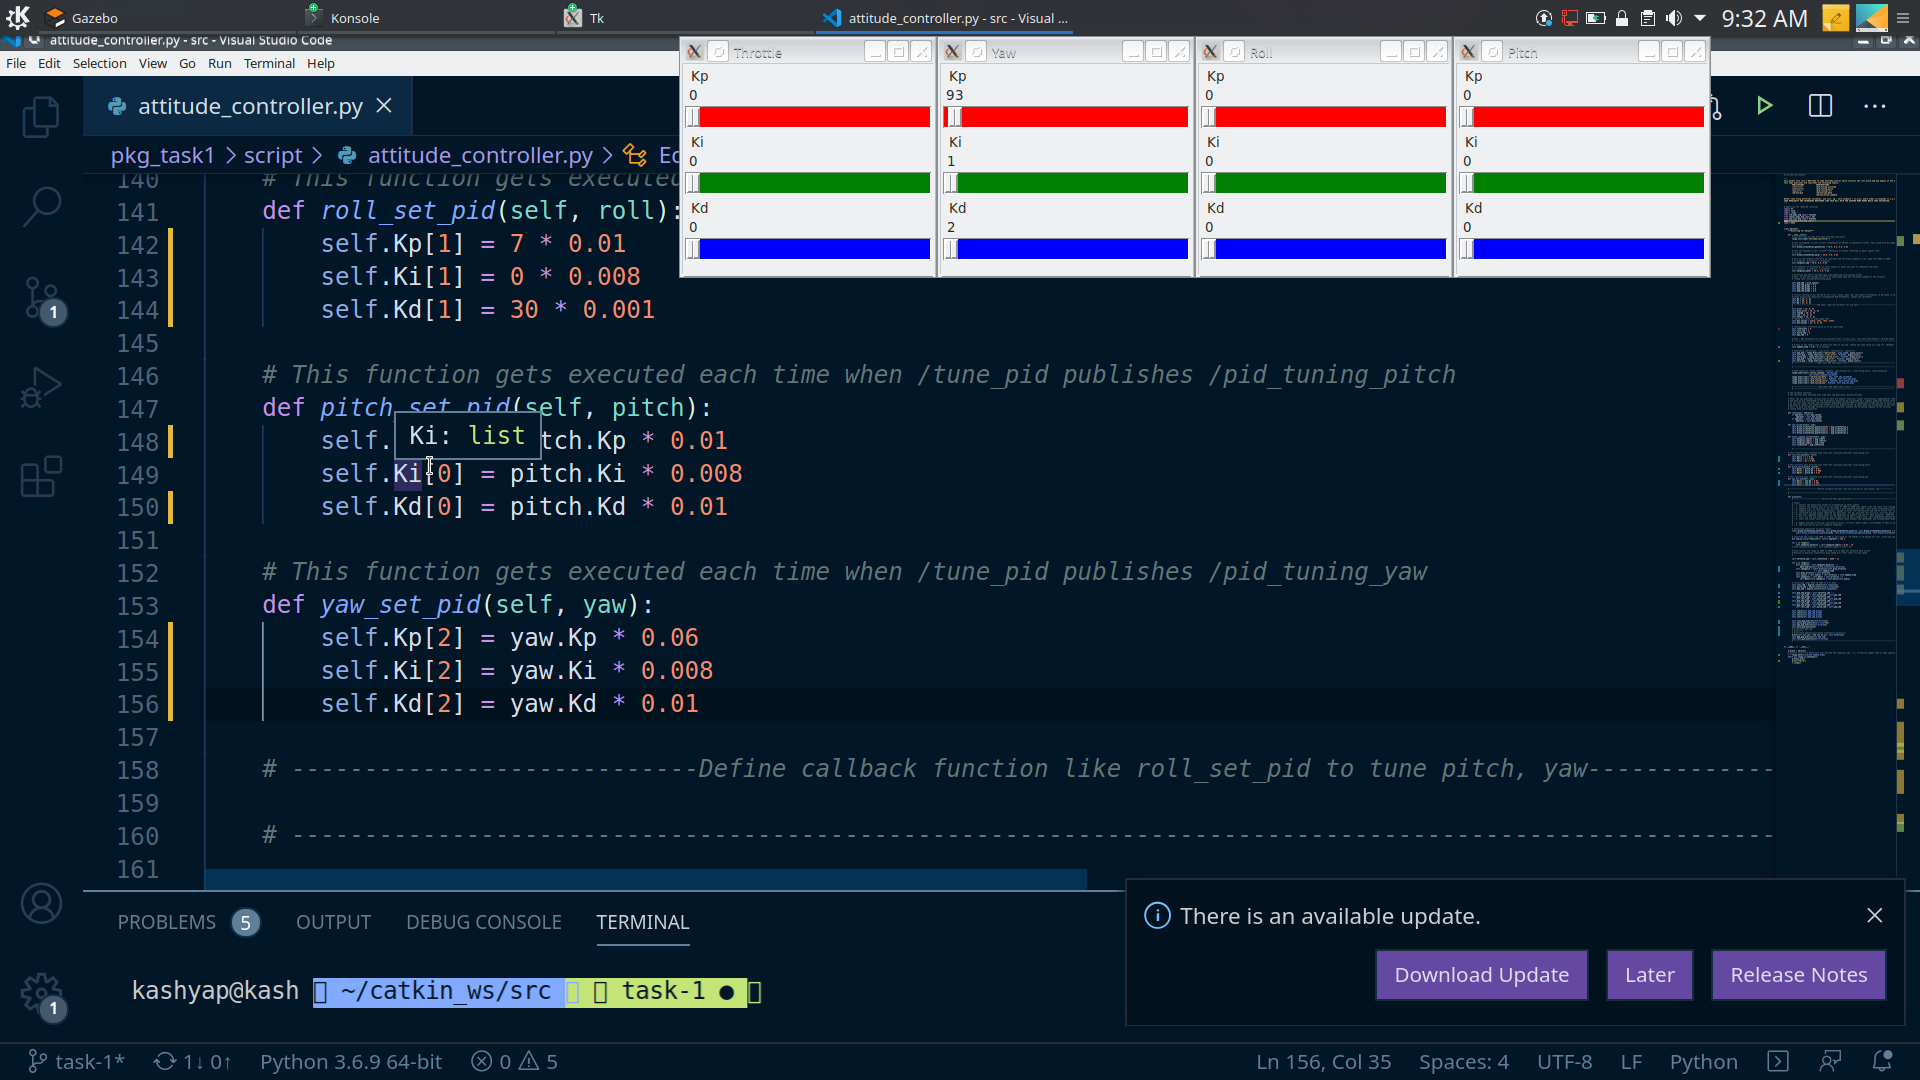 Gazebo
Konsole
Tk
attitude_controller.py - src - Visual ...
9:32 AM
attitude_controller.py - src - Visual Studio Code
File Edit Selection View Go Run Terminal Help
Throttle
Kp
0
Ki
0
Kd
0
Yaw
Kp
93
Ki
1
Kd
2
Roll
Kp
0
Ki
0
Kd
0
Pitch
Kp
0
Ki
0
Kd
0
attitude_controller.py
pkg_task1 > script > attitude_controller.py > Ed
140 # This function gets executed
141 def roll_set_pid(self, roll):
142 self.Kp[1] = 7 * 0.01
143 self.Ki[1] = 0 * 0.008
144 self.Kd[1] = 30 * 0.001
145
146 # This function gets executed each time when /tune_pid publishes /pid_tuning_pitch
147 def pitch_set_pid(self, pitch):
Ki: list
148 self. tch.Kp * 0.01
149 self.Ki[0] = pitch.Ki * 0.008
150 self.Kd[0] = pitch.Kd * 0.01
151
152 # This function gets executed each time when /tune_pid publishes /pid_tuning_yaw
153 def yaw_set_pid(self, yaw):
154 self.Kp[2] = yaw.Kp * 0.06
155 self.Ki[2] = yaw.Ki * 0.008
156 self.Kd[2] = yaw.Kd * 0.01
157
158 # ----------------------------Define callback function like roll_set_pid to tune pitch, yaw-------------
159
160 # ------------------------------------------------------------------------------------------------------
161
PROBLEMS 5 OUTPUT DEBUG CONSOLE TERMINAL
kashyap@kash ~/catkin_ws/src task-1 ●
There is an available update.
Download Update Later Release Notes
1
1
task-1* 1↓ 0↑ Python 3.6.9 64-bit 0 5 Ln 156, Col 35 Spaces: 4 UTF-8 LF Python